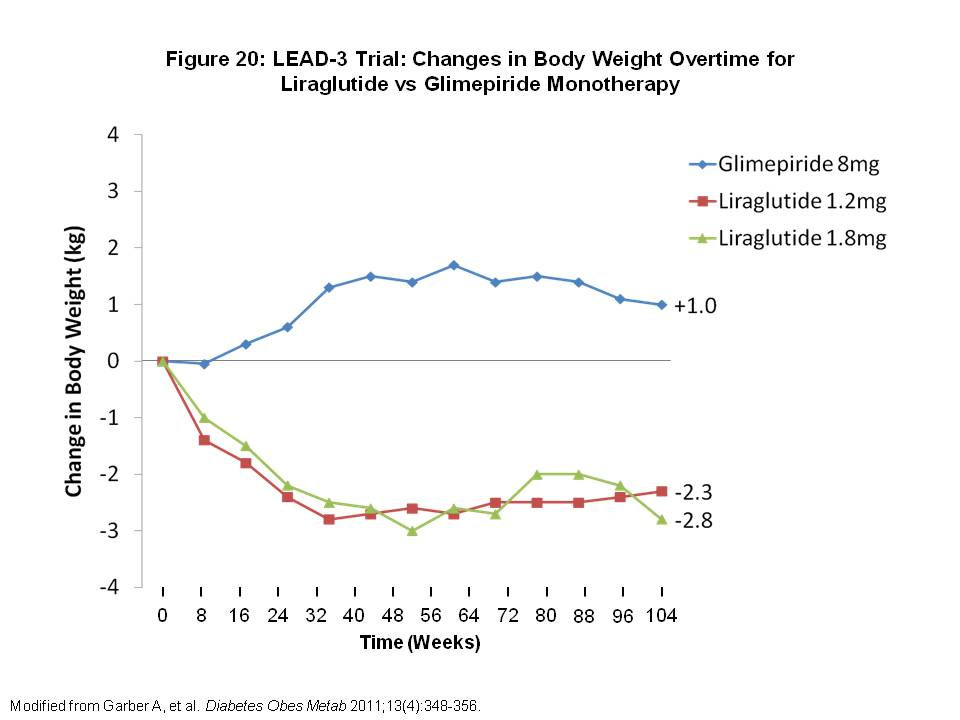 Figure 20: LEAD-3 Trial: Changes in Body Weight Overtime for
Liraglutide vs Glimepiride Monotherapy
Change in Body Weight (kg)
4
3
2
1
0
-1
-2
-3
-4
Glimepiride 8mg
Liraglutide 1.2mg
Liraglutide 1.8mg
+1.0
-2.3
-2.8
0 8 16 24 32 40 48 56 64 72 80 88 96 104
Time (Weeks)
Modified from Garber A, et al. Diabetes Obes Metab 2011;13(4):348-356.